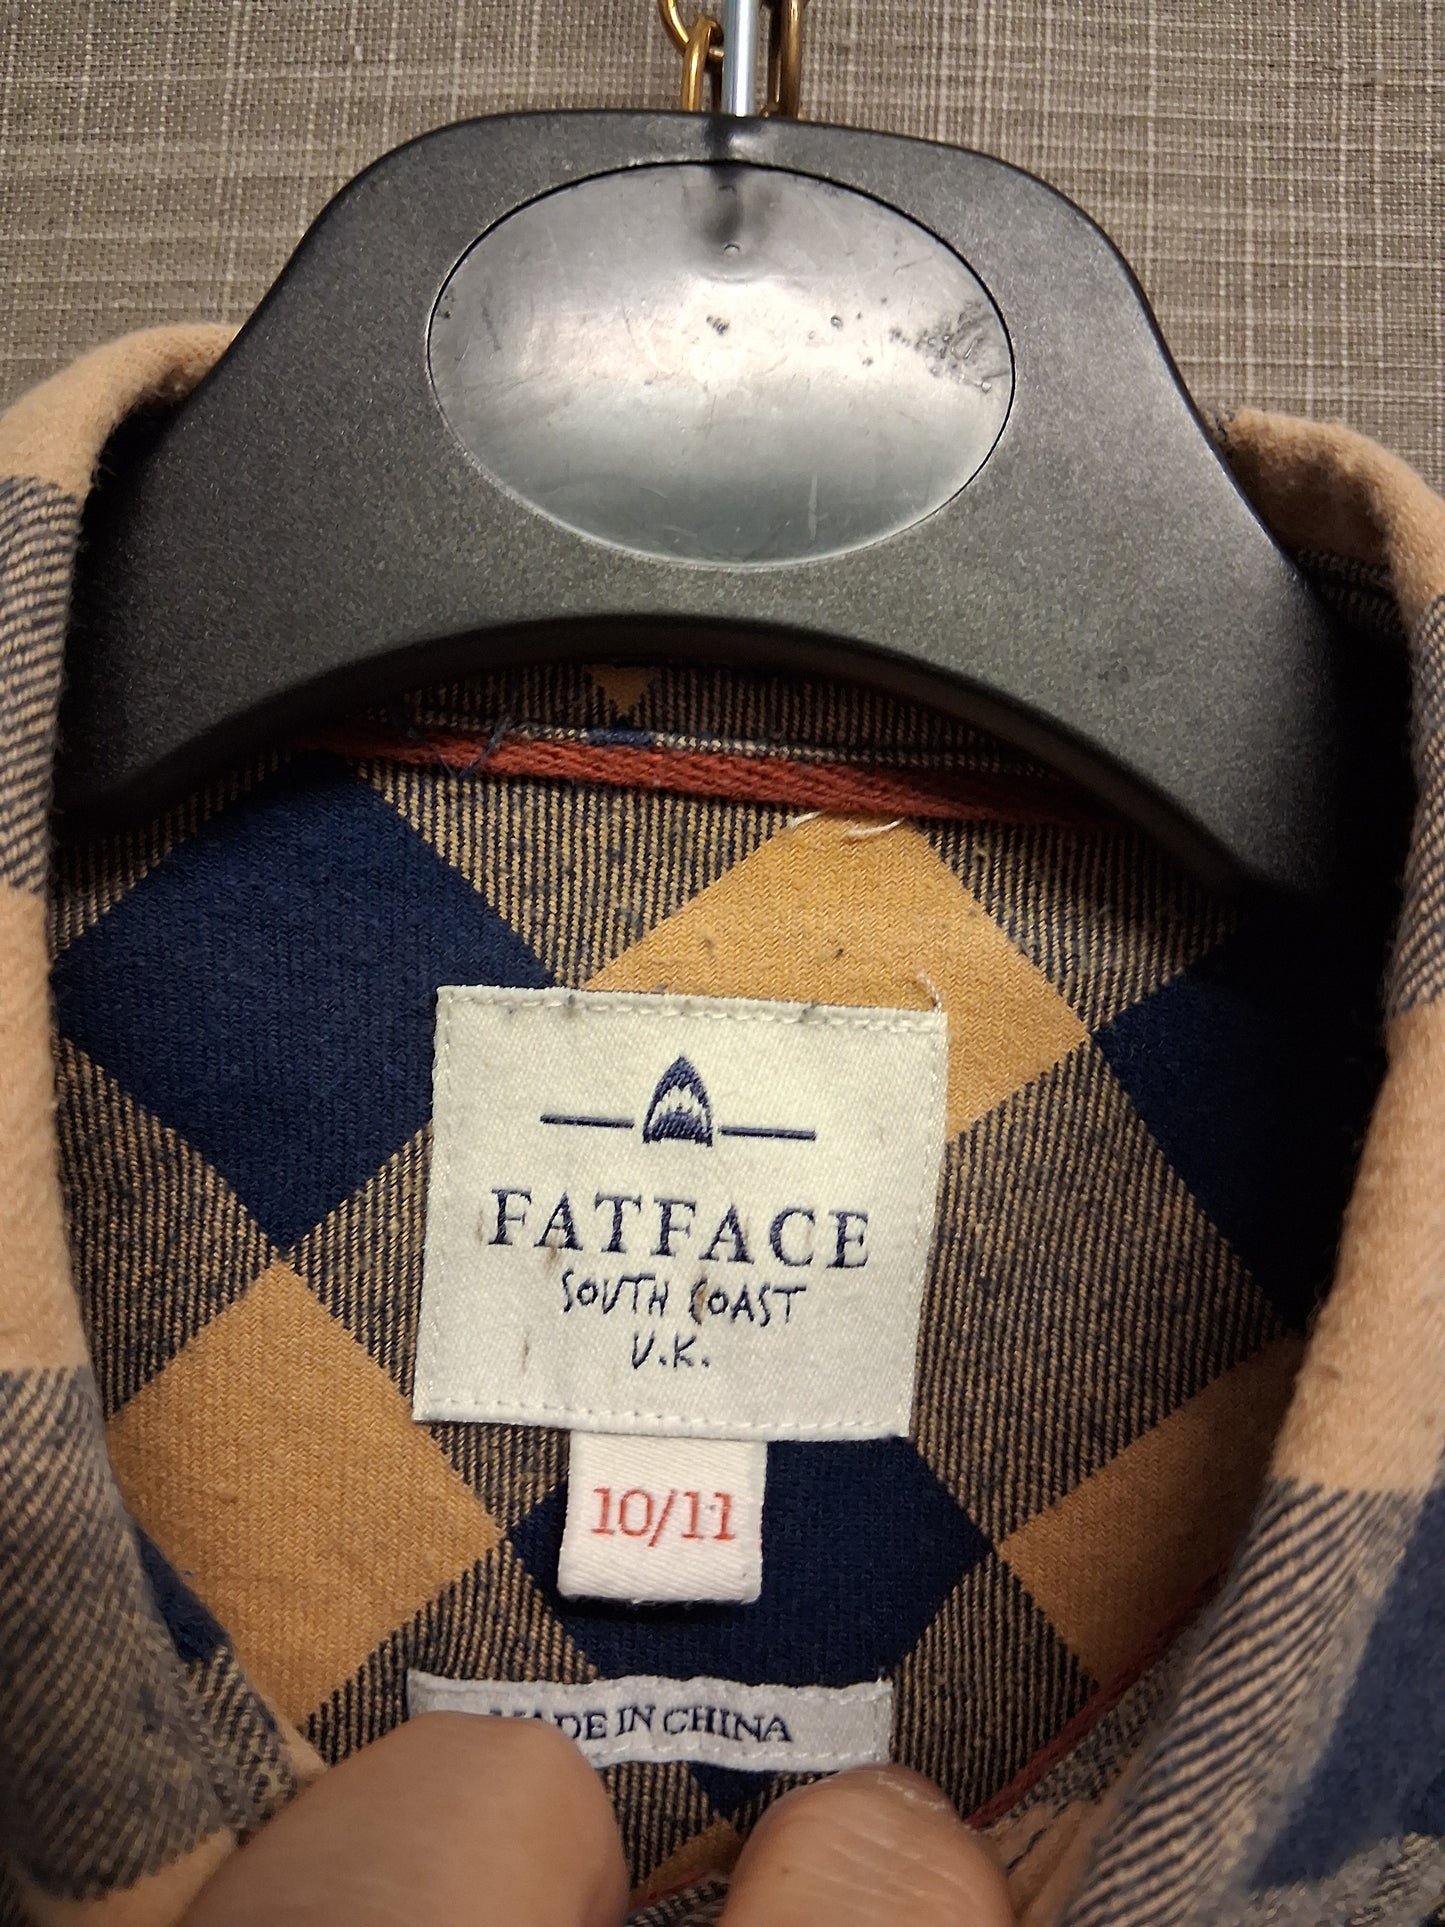 FATFACE
SOUTH COAST
U.K.
10/11
MADE IN CHINA